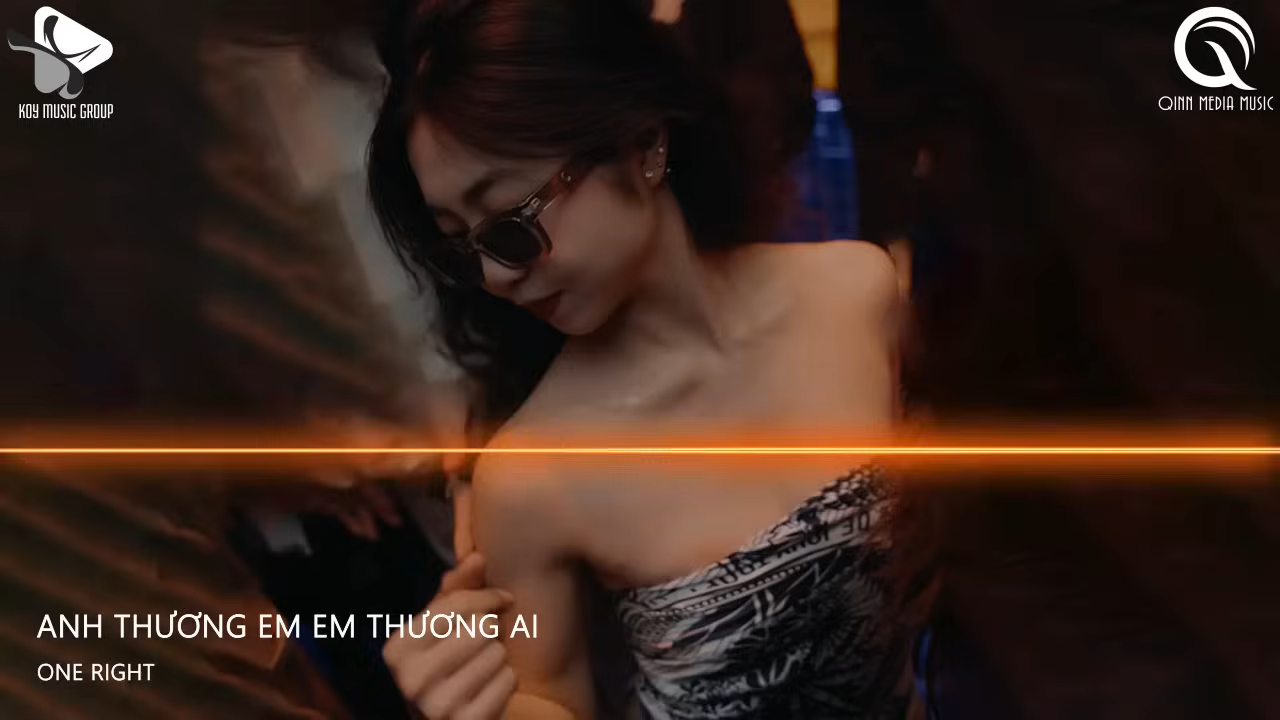 KOY MUSIC GROUP
QINN MEDIA MUSIC
ANH THƯƠNG EM EM THƯƠNG AI
ONE RIGHT